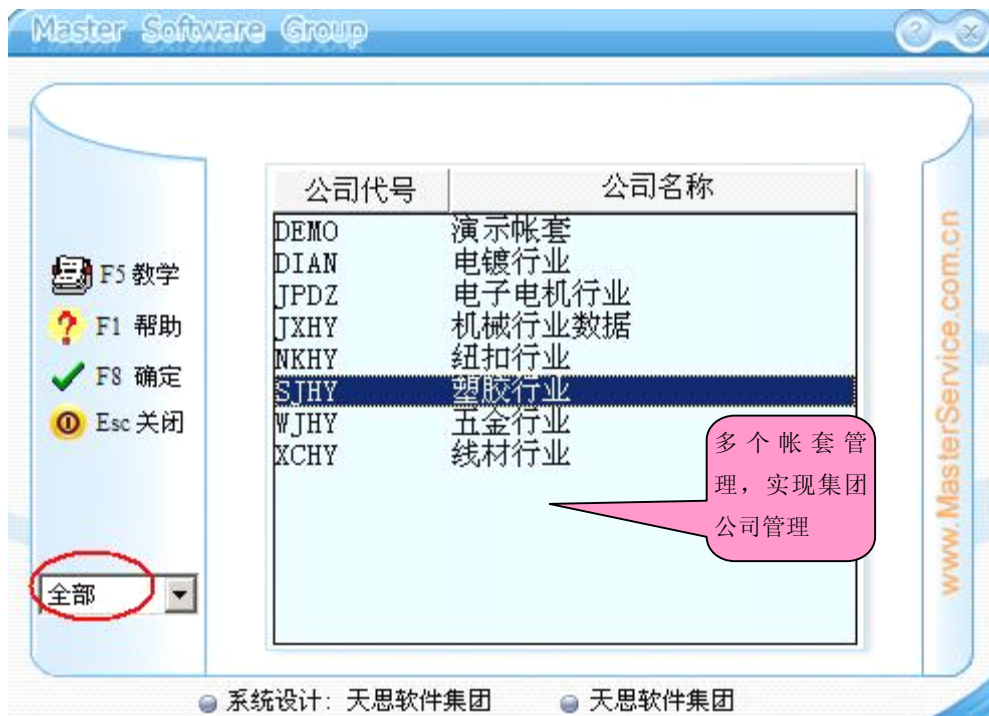 Master Software Group
公司代号 公司名称
DEMO 演示帐套
DIAN 电镀行业
JPDZ 电子电机行业
JXHY 机械行业数据
NKHY 纽扣行业
SJHY 塑胶行业
WJHY 五金行业
XCHY 线材行业
F5 教学
F1 帮助
F8 确定
Esc 关闭
全部
多个帐套管
理，实现集团
公司管理
www.MasterService.com.cn
系统设计：天思软件集团
天思软件集团